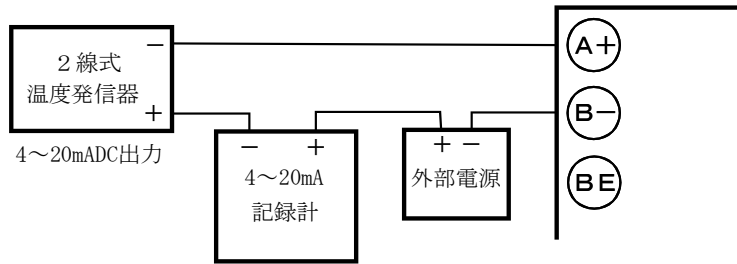 −
2線式
温度発信器
+
4～20mADC出力
− +
4～20mA
記録計
+ −
外部電源
A+
B−
BE